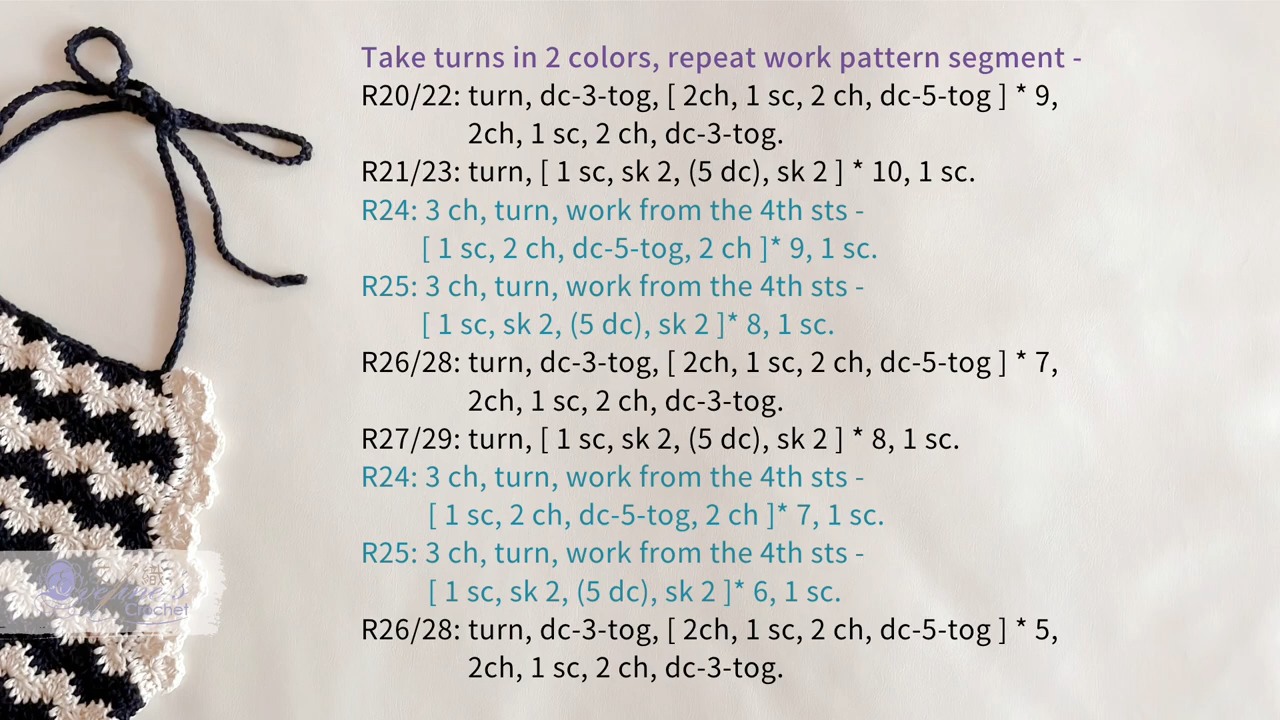 Take turns in 2 colors, repeat work pattern segment -
R20/22: turn, dc-3-tog, [ 2ch, 1 sc, 2 ch, dc-5-tog ] * 9,
2ch, 1 sc, 2 ch, dc-3-tog.
R21/23: turn, [ 1 sc, sk 2, (5 dc), sk 2 ] * 10, 1 sc.
R24: 3 ch, turn, work from the 4th sts -
[ 1 sc, 2 ch, dc-5-tog, 2 ch ]* 9, 1 sc.
R25: 3 ch, turn, work from the 4th sts -
[ 1 sc, sk 2, (5 dc), sk 2 ]* 8, 1 sc.
R26/28: turn, dc-3-tog, [ 2ch, 1 sc, 2 ch, dc-5-tog ] * 7,
2ch, 1 sc, 2 ch, dc-3-tog.
R27/29: turn, [ 1 sc, sk 2, (5 dc), sk 2 ] * 8, 1 sc.
R24: 3 ch, turn, work from the 4th sts -
[ 1 sc, 2 ch, dc-5-tog, 2 ch ]* 7, 1 sc.
R25: 3 ch, turn, work from the 4th sts -
[ 1 sc, sk 2, (5 dc), sk 2 ]* 6, 1 sc.
R26/28: turn, dc-3-tog, [ 2ch, 1 sc, 2 ch, dc-5-tog ] * 5,
2ch, 1 sc, 2 ch, dc-3-tog.
Crochet